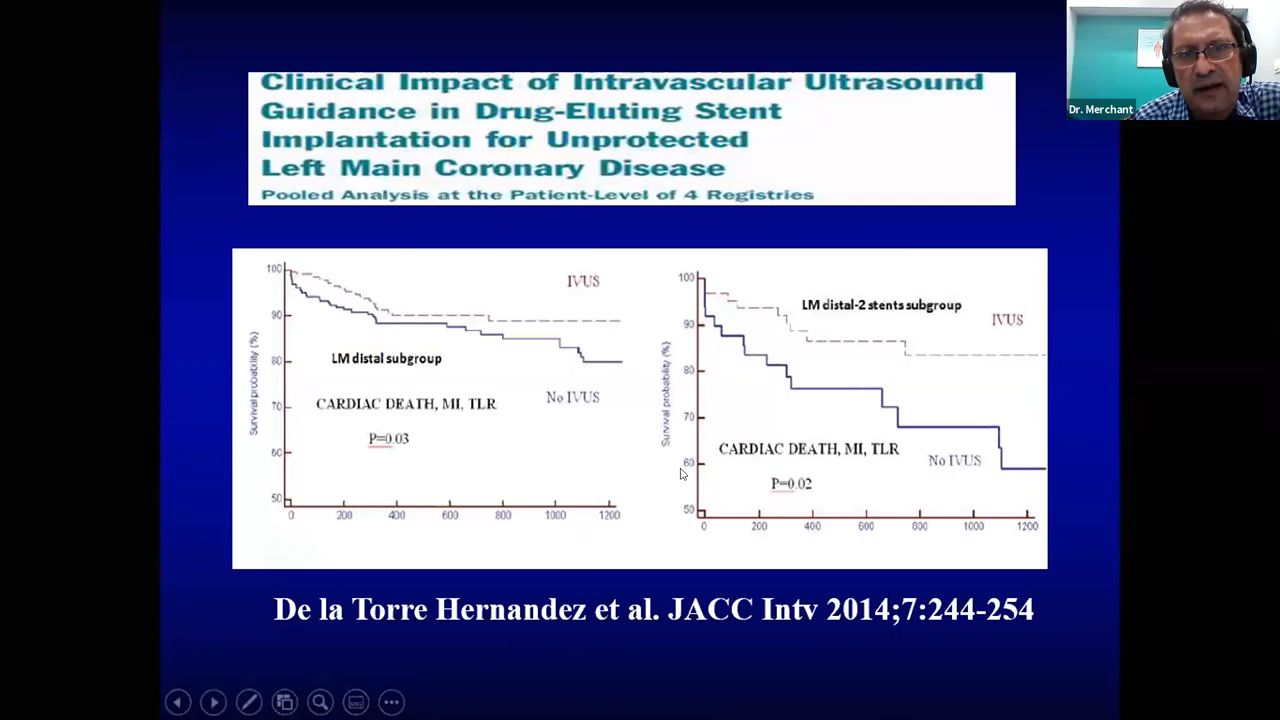 Dr. Merchant
Clinical Impact of Intravascular Ultrasound
Guidance in Drug-Eluting Stent
Implantation for Unprotected
Left Main Coronary Disease
Pooled Analysis at the Patient-Level of 4 Registries
Survival probability (%)
100
90
80
70
60
50
0
200
400
600
800
1000
1200
IVUS
LM distal subgroup
CARDIAC DEATH, MI, TLR
No IVUS
P=0.03
Survival probability (%)
100
90
80
70
60
50
0
200
400
600
800
1000
1200
LM distal-2 stents subgroup
IVUS
CARDIAC DEATH, MI, TLR
No IVUS
P=0.02
De la Torre Hernandez et al. JACC Intv 2014;7:244-254